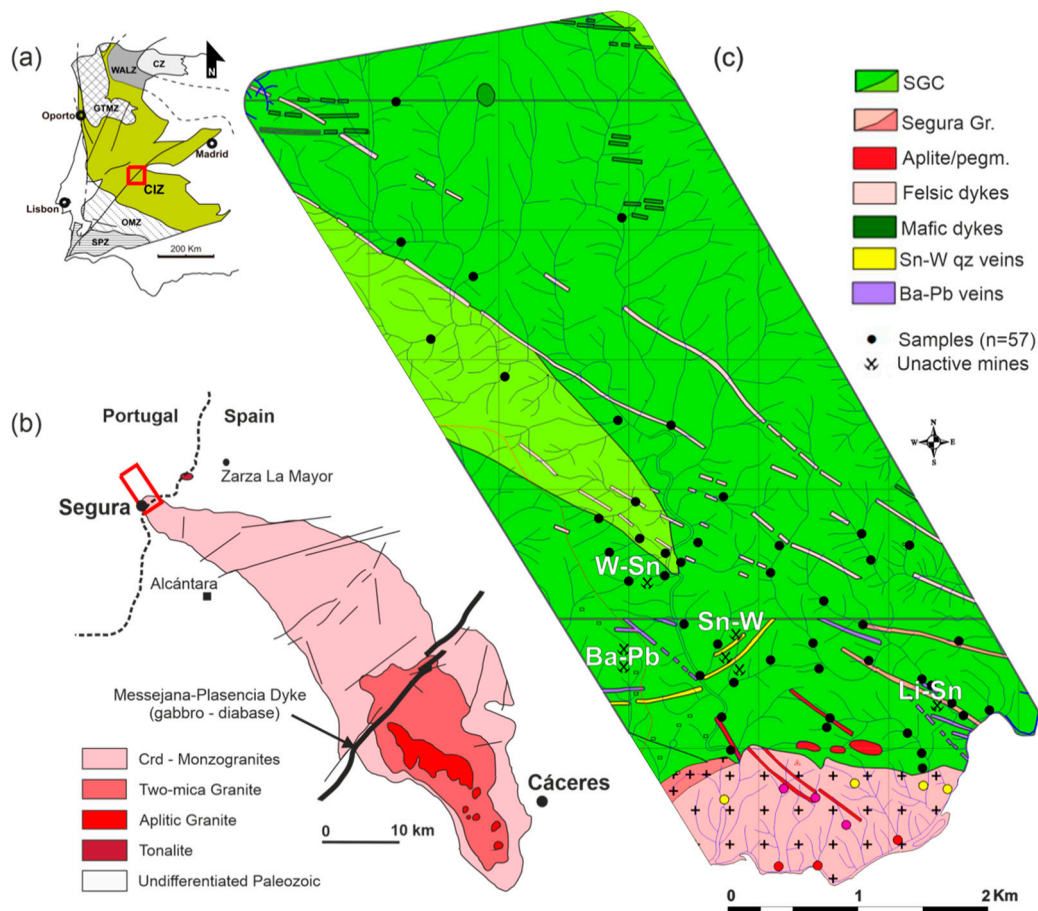 (a)
WALZ
CZ
N
GTMZ
Oporto
Madrid
CIZ
Lisbon
OMZ
SPZ
200 Km
(b)
Portugal
Spain
Zarza La Mayor
Segura
Alcántara
Messejana-Plasencia Dyke
(gabbro - diabase)
Cáceres
0
10 km
Crd - Monzogranites
Two-mica Granite
Aplitic Granite
Tonalite
Undifferentiated Paleozoic
(c)
SGC
Segura Gr.
Aplite/pegm.
Felsic dykes
Mafic dykes
Sn-W qz veins
Ba-Pb veins
Samples (n=57)
Unactive mines
N
W
E
S
W-Sn
Sn-W
Ba-Pb
Li-Sn
0
1
2 Km